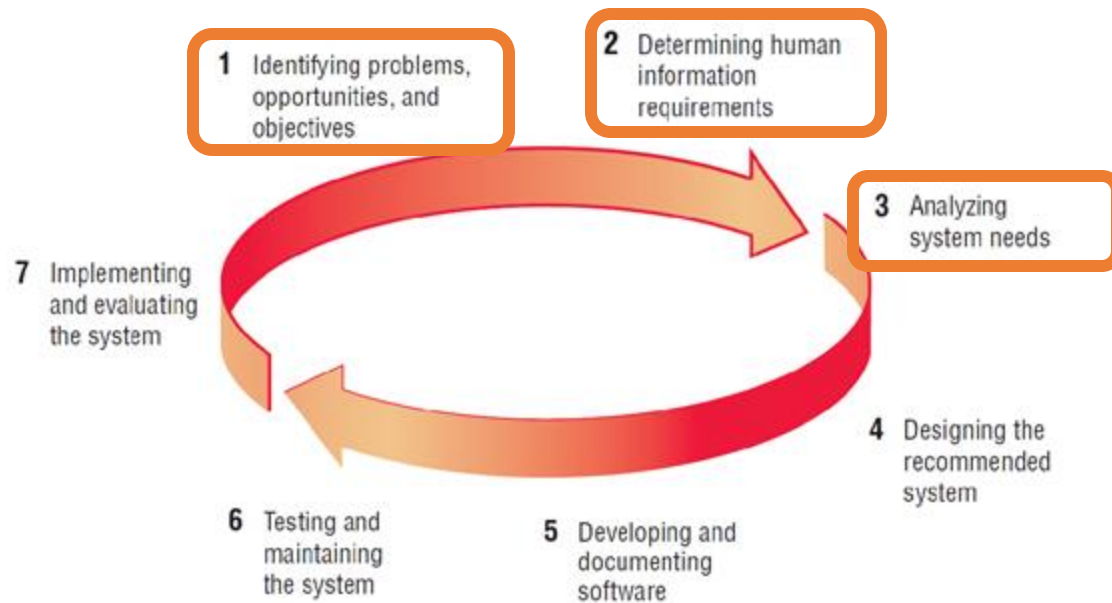 1 Identifying problems,
opportunities, and
objectives
2 Determining human
information
requirements
3 Analyzing
system needs
4 Designing the
recommended
system
5 Developing and
documenting
software
6 Testing and
maintaining
the system
7 Implementing
and evaluating
the system